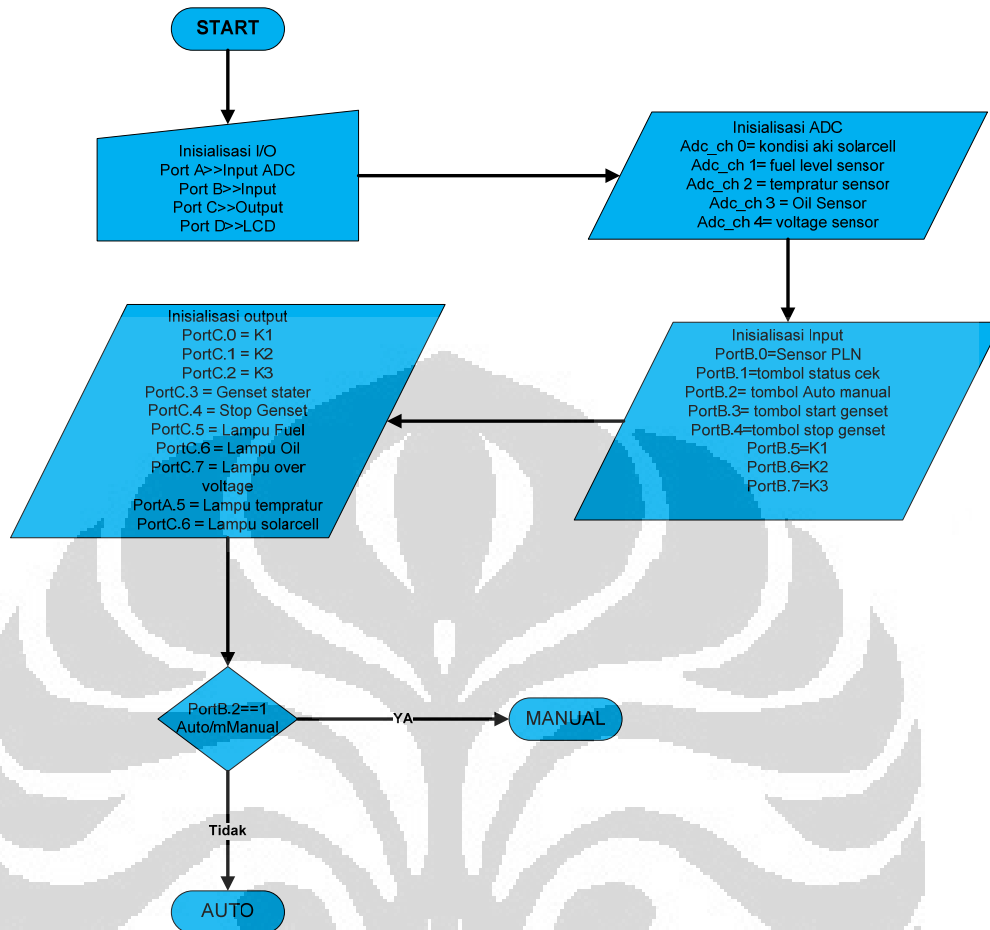 START
Inisialisasi I/O
Port A>>Input ADC
Port B>>Input
Port C>>Output
Port D>>LCD
Inisialisasi ADC
Adc_ch 0= kondisi aki solarcell
Adc_ch 1= fuel level sensor
Adc_ch 2 = tempratur sensor
Adc_ch 3 = Oil Sensor
Adc_ch 4= voltage sensor
Inisialisasi Input
PortB.0=Sensor PLN
PortB.1=tombol status cek
PortB.2= tombol Auto manual
PortB.3= tombol start genset
PortB.4=tombol stop genset
PortB.5=K1
PortB.6=K2
PortB.7=K3
Inisialisasi output
PortC.0 = K1
PortC.1 = K2
PortC.2 = K3
PortC.3 = Genset stater
PortC.4 = Stop Genset
PortC.5 = Lampu Fuel
PortC.6 = Lampu Oil
PortC.7 = Lampu over
voltage
PortA.5 = Lampu tempratur
PortC.6 = Lampu solarcell
PortB.2==1
Auto/mManual
YA
MANUAL
Tidak
AUTO